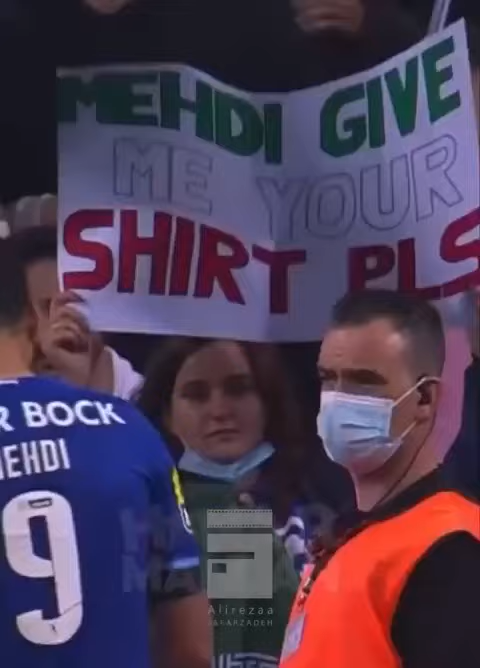 MEHDI GIVE
ME YOUR
SHIRT PLS
R BOCK
MEHDI
9
Alirezaa